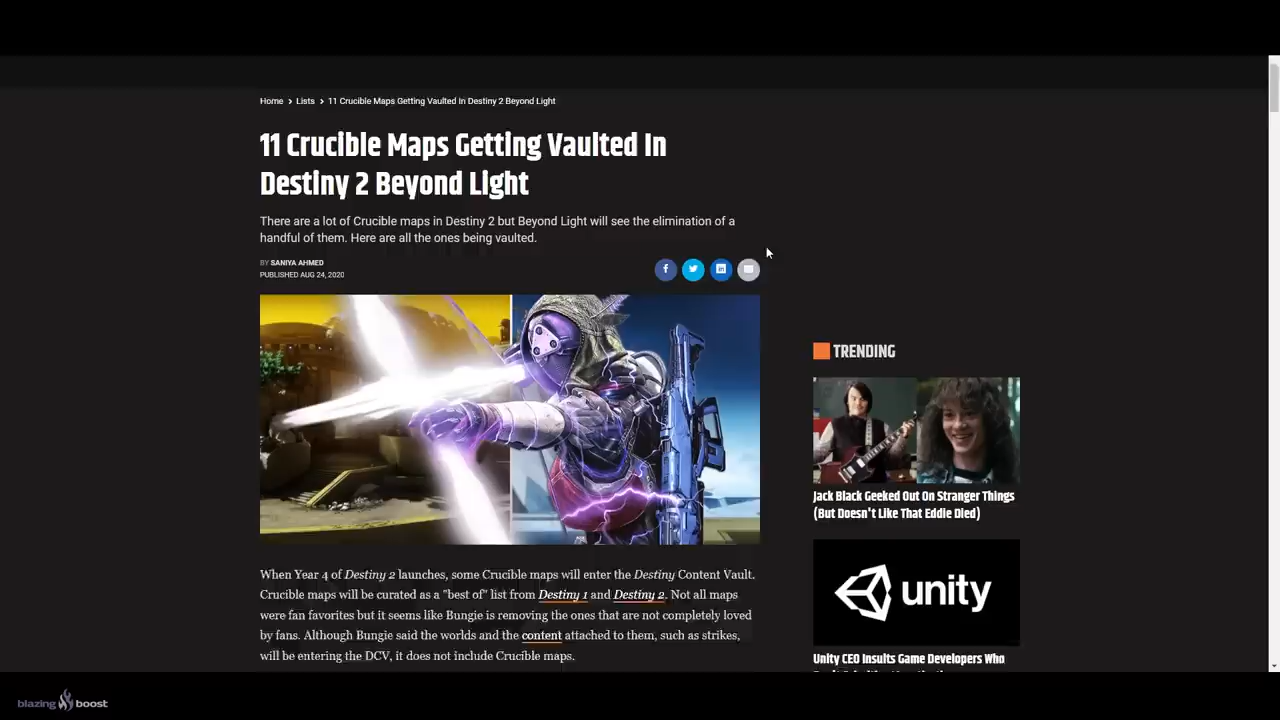 Home > Lists > 11 Crucible Maps Getting Vaulted In Destiny 2 Beyond Light
11 Crucible Maps Getting Vaulted In
Destiny 2 Beyond Light
There are a lot of Crucible maps in Destiny 2 but Beyond Light will see the elimination of a
handful of them. Here are all the ones being vaulted.
BY SANIYA AHMED
PUBLISHED AUG 24, 2020
When Year 4 of Destiny 2 launches, some Crucible maps will enter the Destiny Content Vault.
Crucible maps will be curated as a "best of" list from Destiny 1 and Destiny 2. Not all maps
were fan favorites but it seems like Bungie is removing the ones that are not completely loved
by fans. Although Bungie said the worlds and the content attached to them, such as strikes,
will be entering the DCV, it does not include Crucible maps.
TRENDING
Jack Black Geeked Out On Stranger Things
(But Doesn't Like That Eddie Died)
unity
Unity CEO Insults Game Developers Who
blazing boost